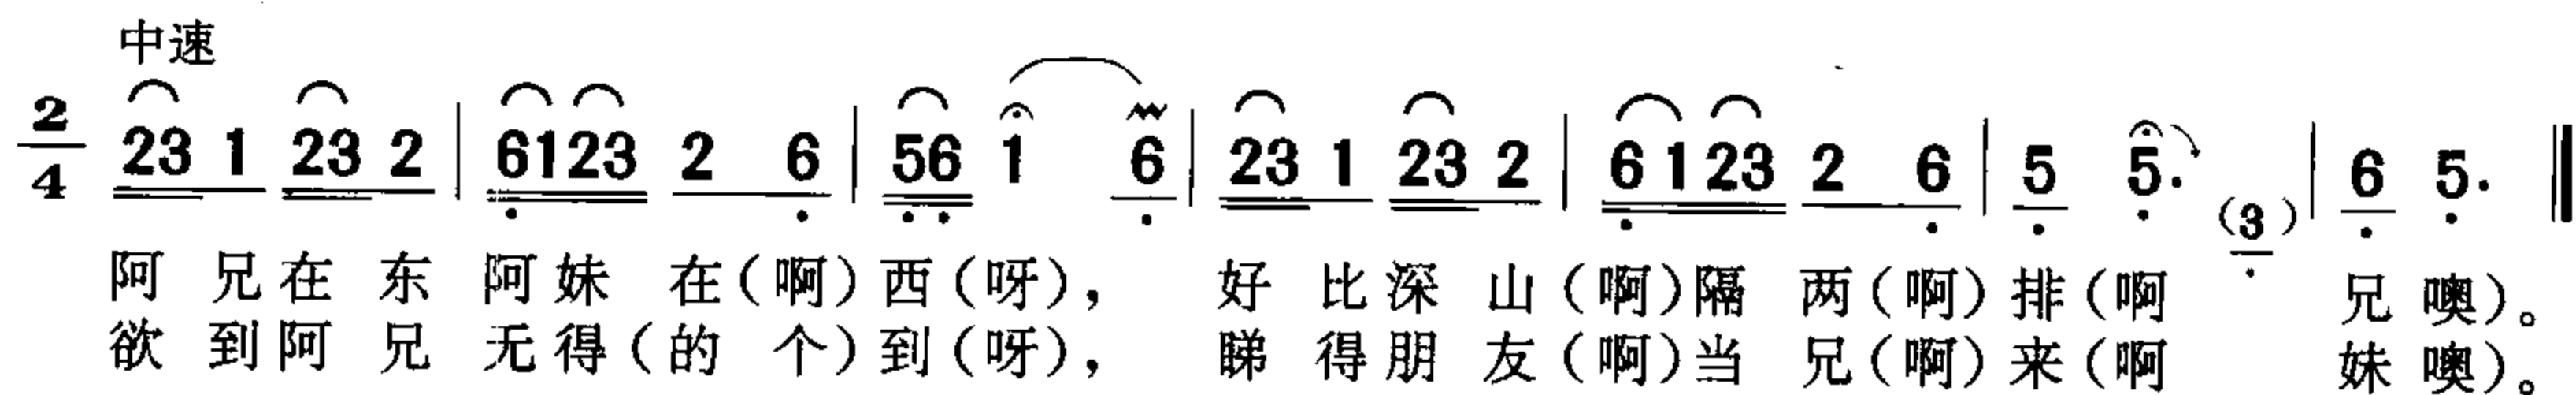 中速
2/4 23 1 23 2 | 6123 2 6 | 56 1 6 | 23 1 23 2 | 6123 2 6 | 5 5. (3) | 6 5. ‖
阿 兄 在 东 阿 妹 在(啊)西(呀), 好 比 深 山(啊)隔 两(啊)排(啊 兄 噢)。
欲 到 阿 兄 无 得(的 个)到(呀), 睇 得 朋 友(啊)当 兄(啊)来(啊 妹 噢)。